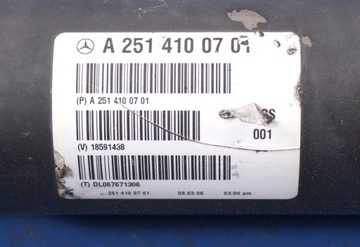 A 251 410 07 01
(P) A 251 410 07 01
GS
001
(V) 18591438
(T) DL067671306
251 410 07 01 08.03.06 03:00 pm